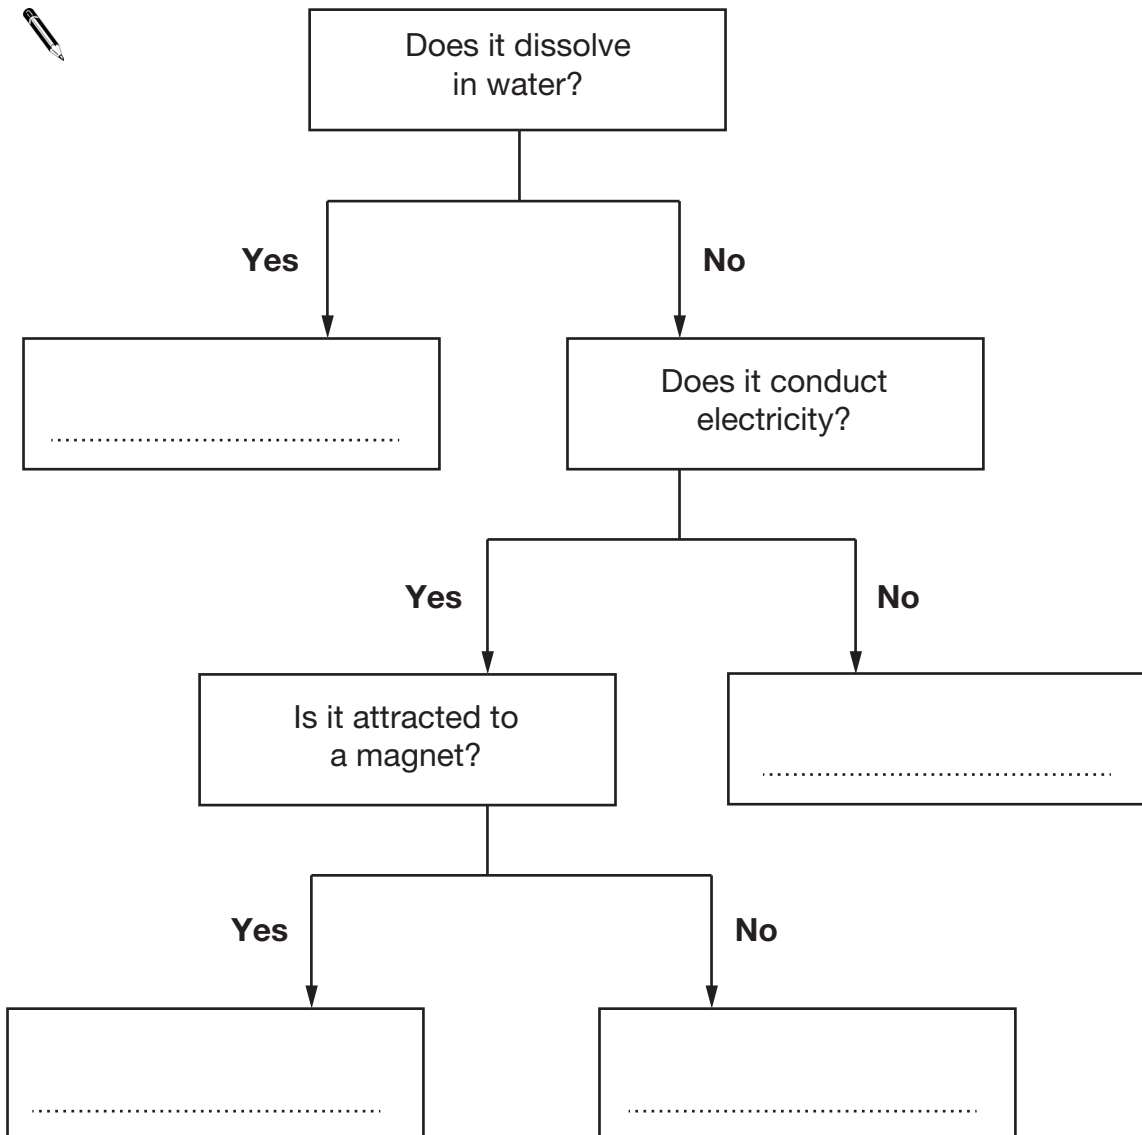 Does it dissolve
in water?
Yes
No
Does it conduct
electricity?
Yes
No
Is it attracted to
a magnet?
Yes
No